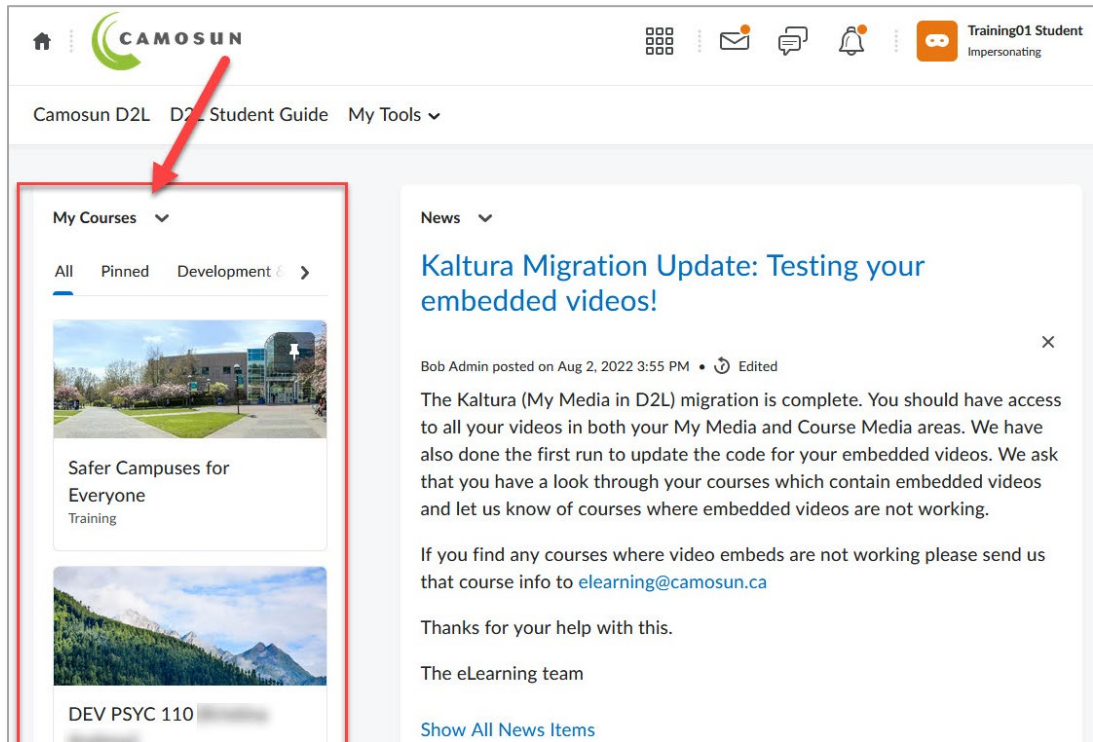 CAMOSUN
Training01 Student
Impersonating
Camosun D2L D2L Student Guide My Tools
My Courses
All Pinned Development &
Safer Campuses for
Everyone
Training
DEV PSYC 110
News
Kaltura Migration Update: Testing your
embedded videos!
Bob Admin posted on Aug 2, 2022 3:55 PM • Edited
The Kaltura (My Media in D2L) migration is complete. You should have access
to all your videos in both your My Media and Course Media areas. We have
also done the first run to update the code for your embedded videos. We ask
that you have a look through your courses which contain embedded videos
and let us know of courses where embedded videos are not working.
If you find any courses where video embeds are not working please send us
that course info to elearning@camosun.ca
Thanks for your help with this.
The eLearning team
Show All News Items